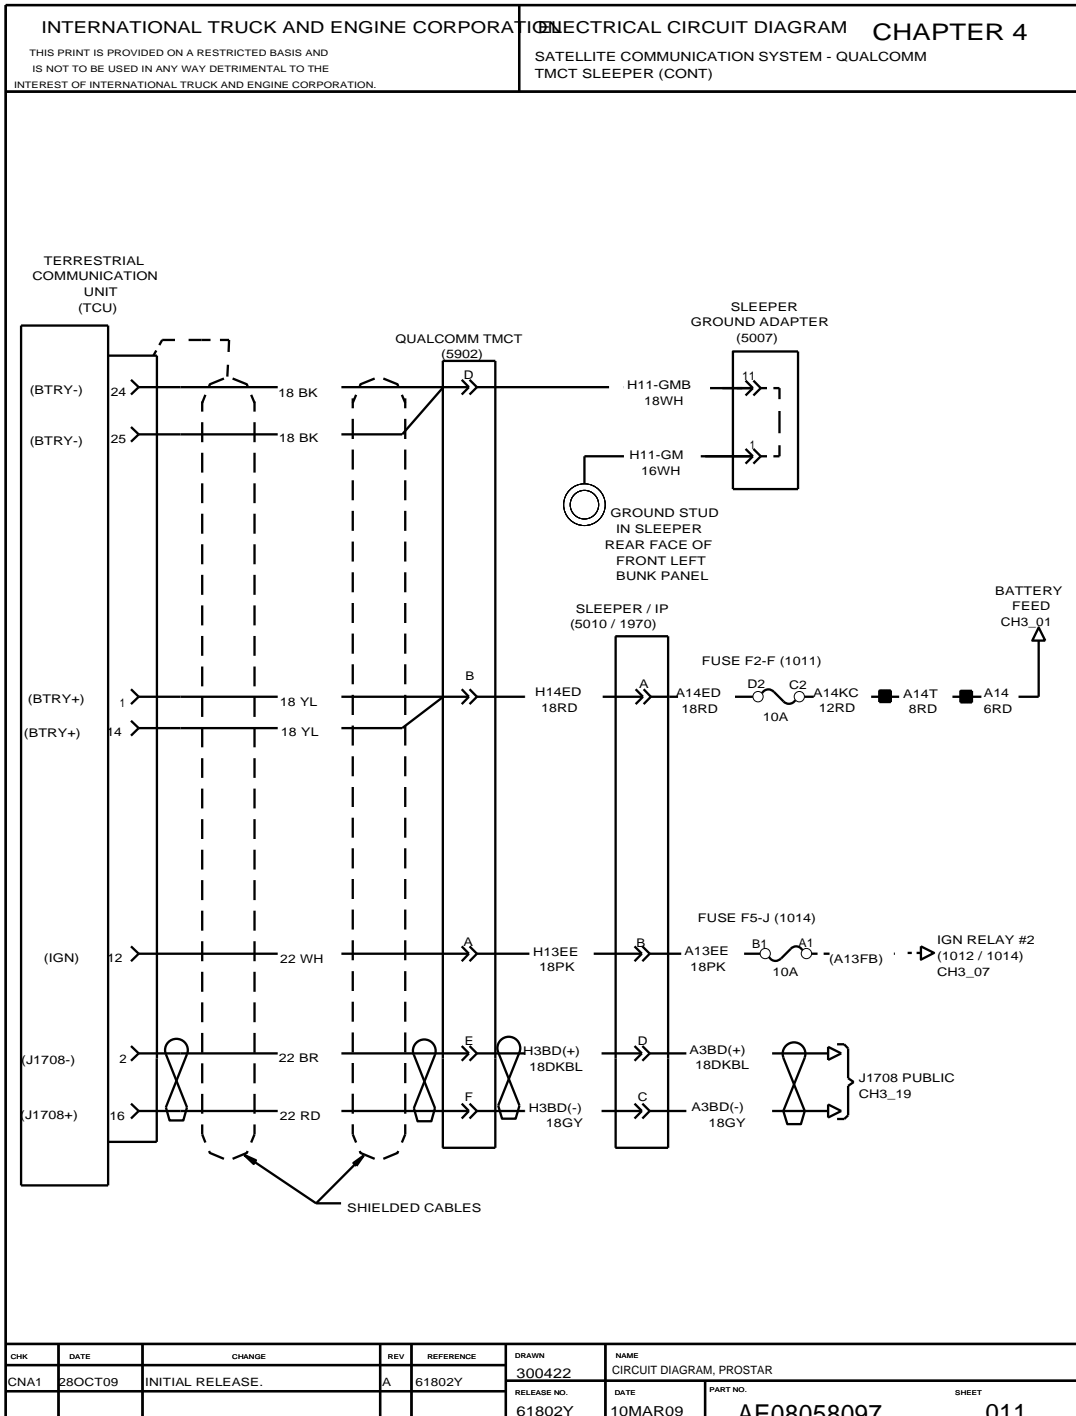 INTERNATIONAL TRUCK AND ENGINE CORPORATION
THIS PRINT IS PROVIDED ON A RESTRICTED BASIS AND
IS NOT TO BE USED IN ANY WAY DETRIMENTAL TO THE
INTEREST OF INTERNATIONAL TRUCK AND ENGINE CORPORATION.
ELECTRICAL CIRCUIT DIAGRAM
CHAPTER 4
SATELLITE COMMUNICATION SYSTEM - QUALCOMM
TMCT SLEEPER (CONT)
TERRESTRIAL
COMMUNICATION
UNIT
(TCU)
QUALCOMM TMCT
(5902)
SLEEPER
GROUND ADAPTER
(5007)
(BTRY-) 24 18 BK D H11-GMB 11
18WH
(BTRY-) 25 18 BK H11-GM 1
16WH
GROUND STUD
IN SLEEPER
REAR FACE OF
FRONT LEFT
BUNK PANEL
SLEEPER / IP
(5010 / 1970)
BATTERY
FEED
CH3_01
FUSE F2-F (1011)
(BTRY+) 1 18 YL B H14ED A A14ED D2 C2 A14KC A14T A14
18RD 18RD 10A 12RD 8RD 6RD
(BTRY+) 14 18 YL
FUSE F5-J (1014)
(IGN) 12 22 WH A H13EE B A13EE B1 A1 (A13FB)
18PK 18PK 10A
IGN RELAY #2
(1012 / 1014)
CH3_07
(J1708-) 2 22 BR E H3BD(+) D A3BD(+)
18DKBL 18DKBL
(J1708+) 16 22 RD F H3BD(-) C A3BD(-)
18GY 18GY
J1708 PUBLIC
CH3_19
SHIELDED CABLES
CHK DATE CHANGE REV REFERENCE
CNA1 28OCT09 INITIAL RELEASE. A 61802Y
DRAWN
300422
NAME
CIRCUIT DIAGRAM, PROSTAR
RELEASE NO.
61802Y
DATE
10MAR09
PART NO.
AE08058097
SHEET
011